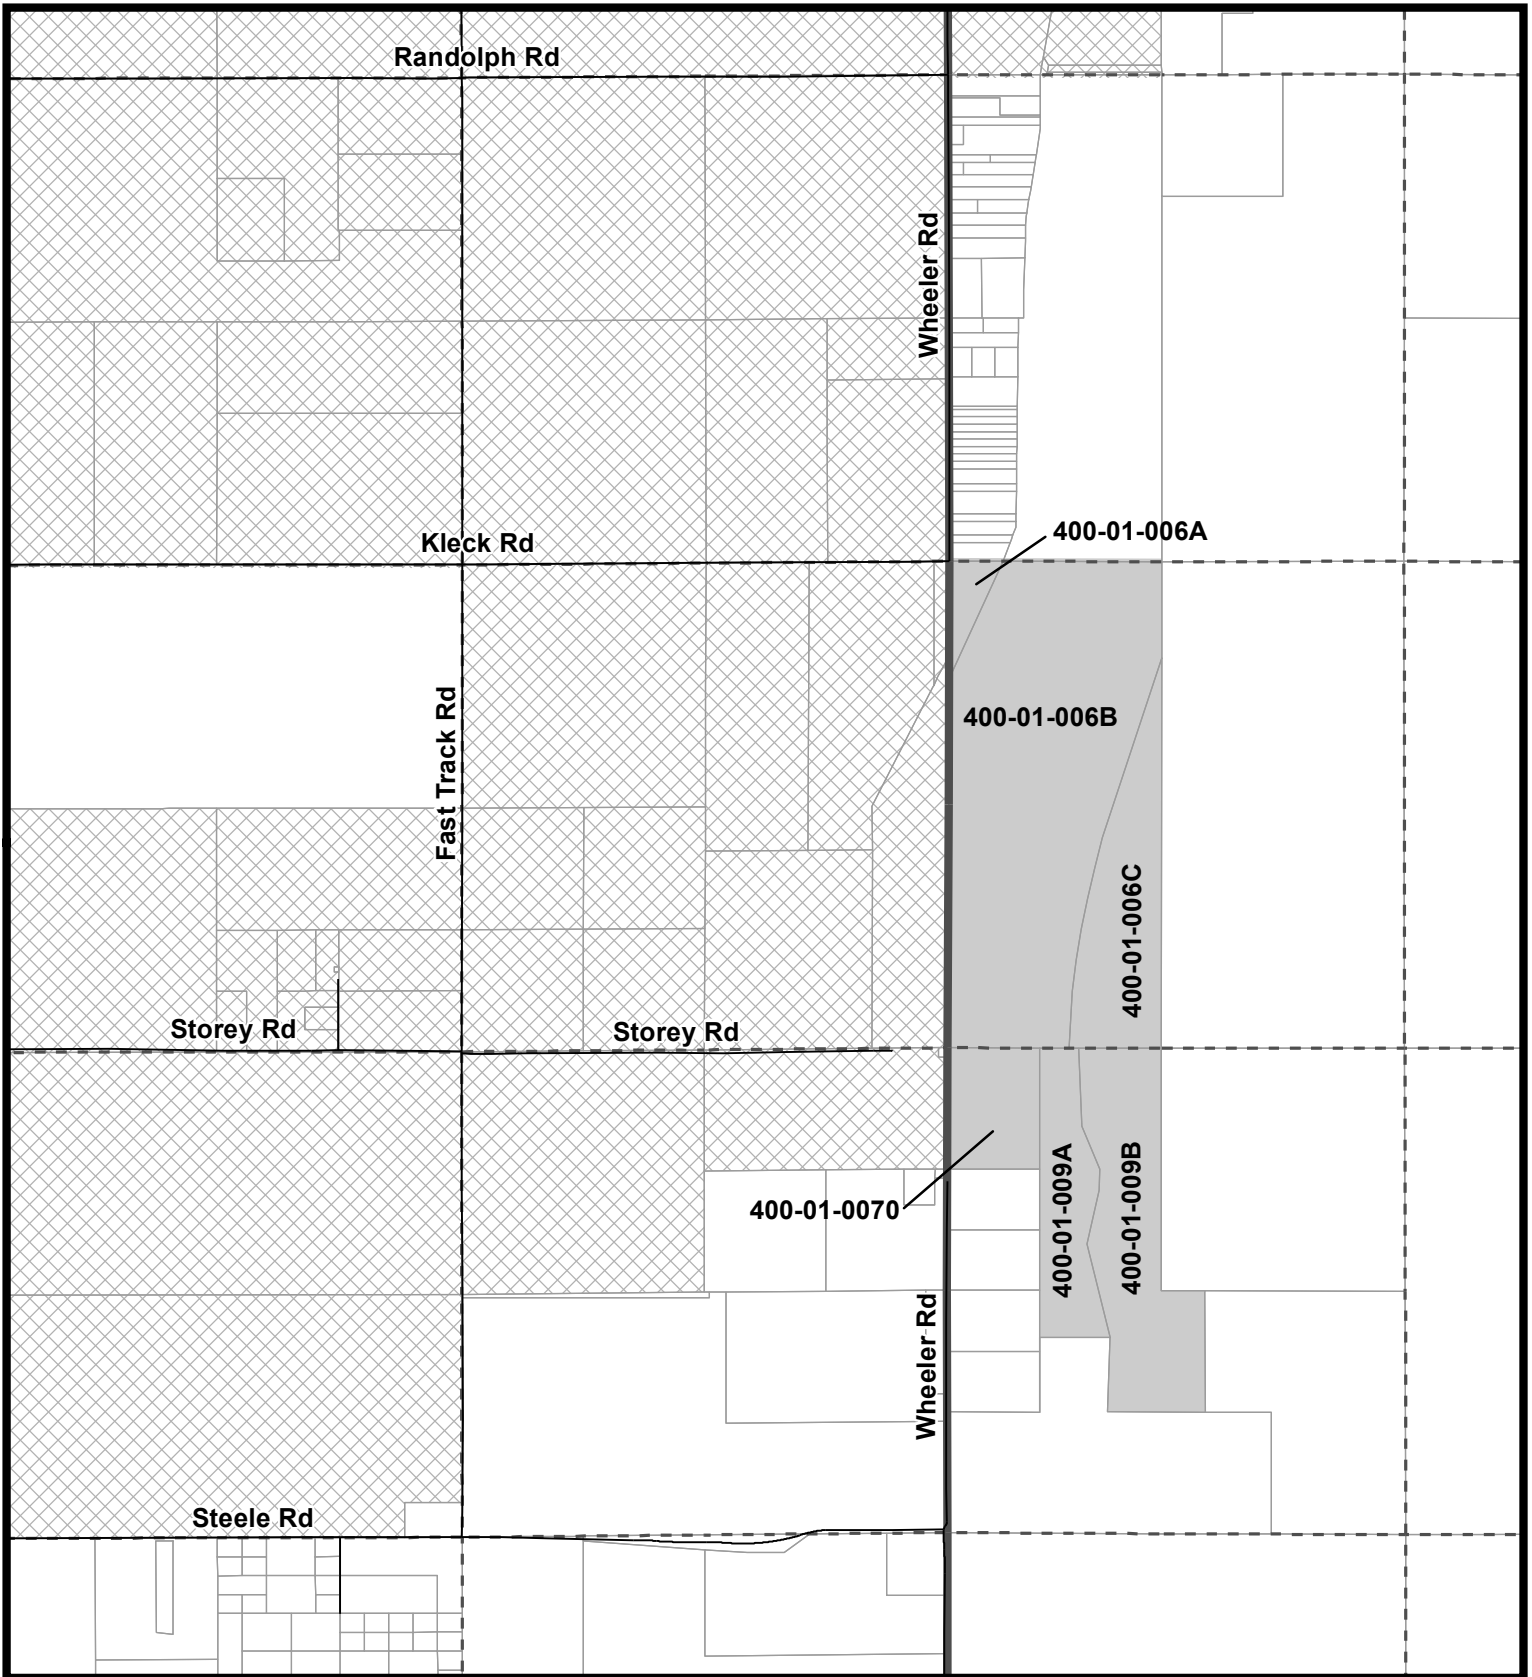 Randolph Rd
Wheeler Rd
400-01-006A
Kleck Rd
Fast Track Rd
400-01-006B
400-01-006C
Storey Rd
Storey Rd
400-01-009A
400-01-009B
400-01-0070
Wheeler Rd
Steele Rd